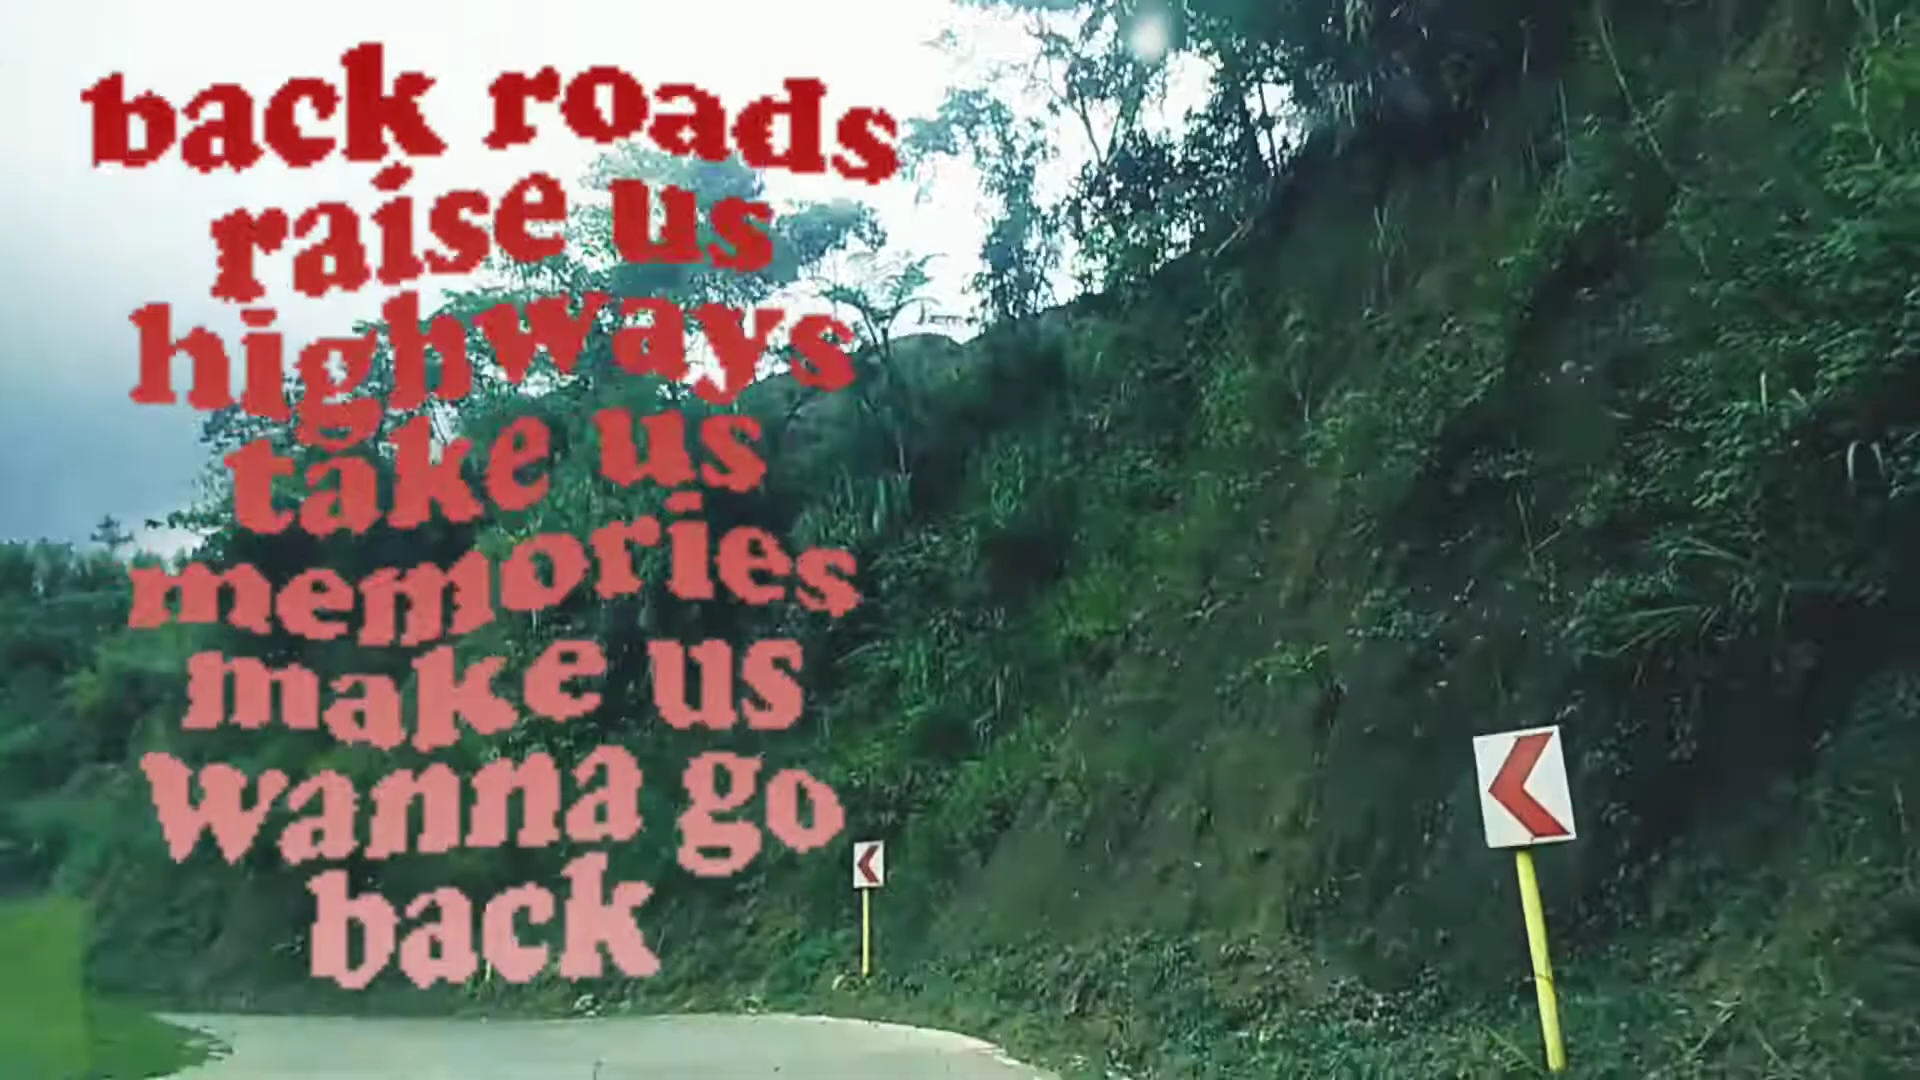 back roads
raise us
highways
take us
memories
make us
wanna go
back